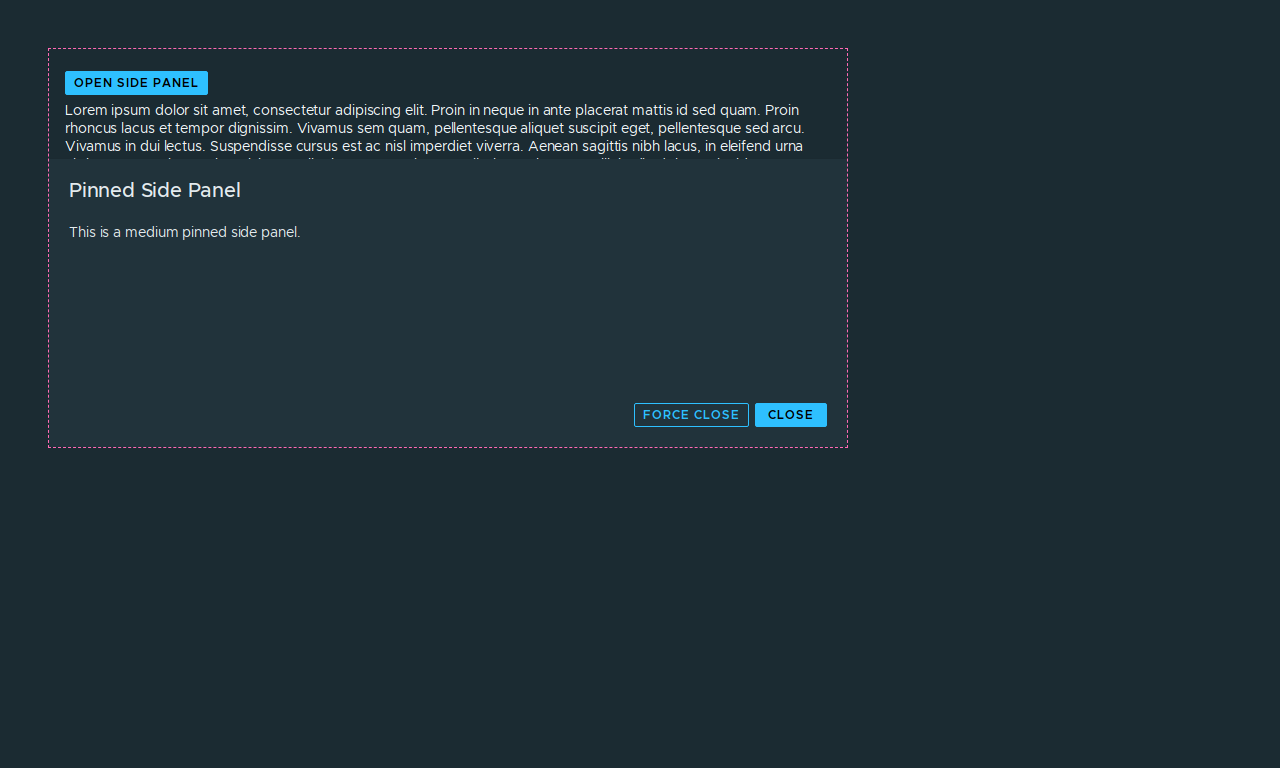 OPEN SIDE PANEL
Lorem ipsum dolor sit amet, consectetur adipiscing elit. Proin in neque in ante placerat mattis id sed quam. Proin
rhoncus lacus et tempor dignissim. Vivamus sem quam, pellentesque aliquet suscipit eget, pellentesque sed arcu.
Vivamus in dui lectus. Suspendisse cursus est ac nisl imperdiet viverra. Aenean sagittis nibh lacus, in eleifend urna
Pinned Side Panel
This is a medium pinned side panel.
FORCE CLOSE
CLOSE